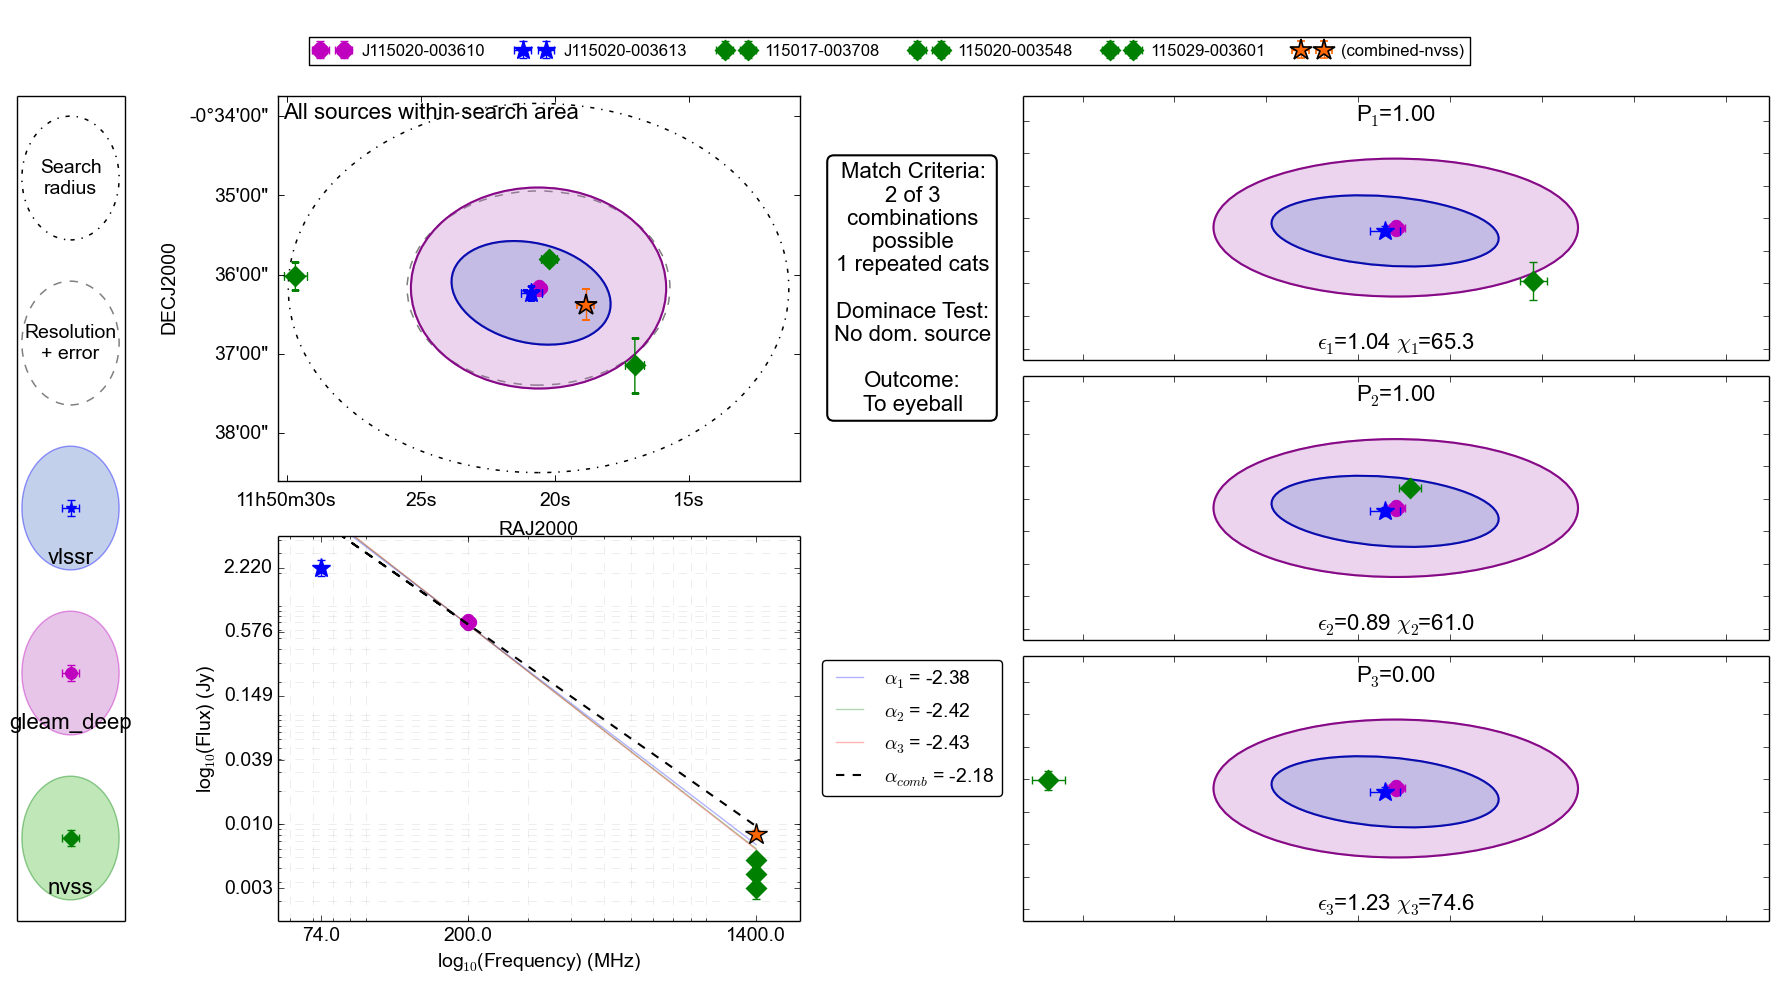 J115020-003610 J115020-003613 115017-003708 115020-003548 115029-003601 (combined-nvss)
Search
radius
Resolution
+ error
vlssr
gleam_deep
nvss
All sources within search area
-0°34'00"
35'00"
36'00"
37'00"
38'00"
DECJ2000
11h50m30s 25s 20s 15s
RAJ2000
Match Criteria:
2 of 3
combinations
possible
1 repeated cats
Dominace Test:
No dom. source
Outcome:
To eyeball
2.220
0.576
0.149
0.039
0.010
0.003
log10(Flux) (Jy)
74.0 200.0 1400.0
log10(Frequency) (MHz)
α1 = -2.38
α2 = -2.42
α3 = -2.43
αcomb = -2.18
P1=1.00
ϵ1=1.04 χ1=65.3
P2=1.00
ϵ2=0.89 χ2=61.0
P3=0.00
ϵ3=1.23 χ3=74.6